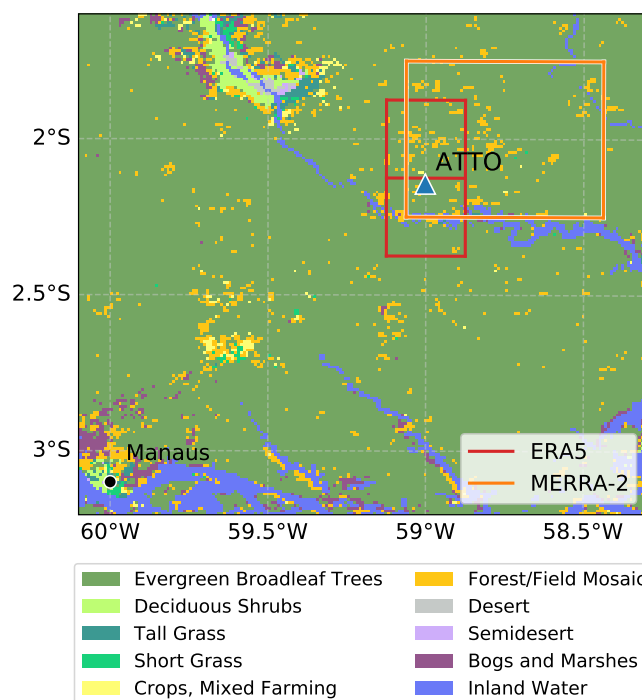 2°S
ATTO
2.5°S
3°S
Manaus
ERA5
MERRA-2
60°W 59.5°W 59°W 58.5°W
Evergreen Broadleaf Trees Forest/Field Mosaic
Deciduous Shrubs Desert
Tall Grass Semidesert
Short Grass Bogs and Marshes
Crops, Mixed Farming Inland Water